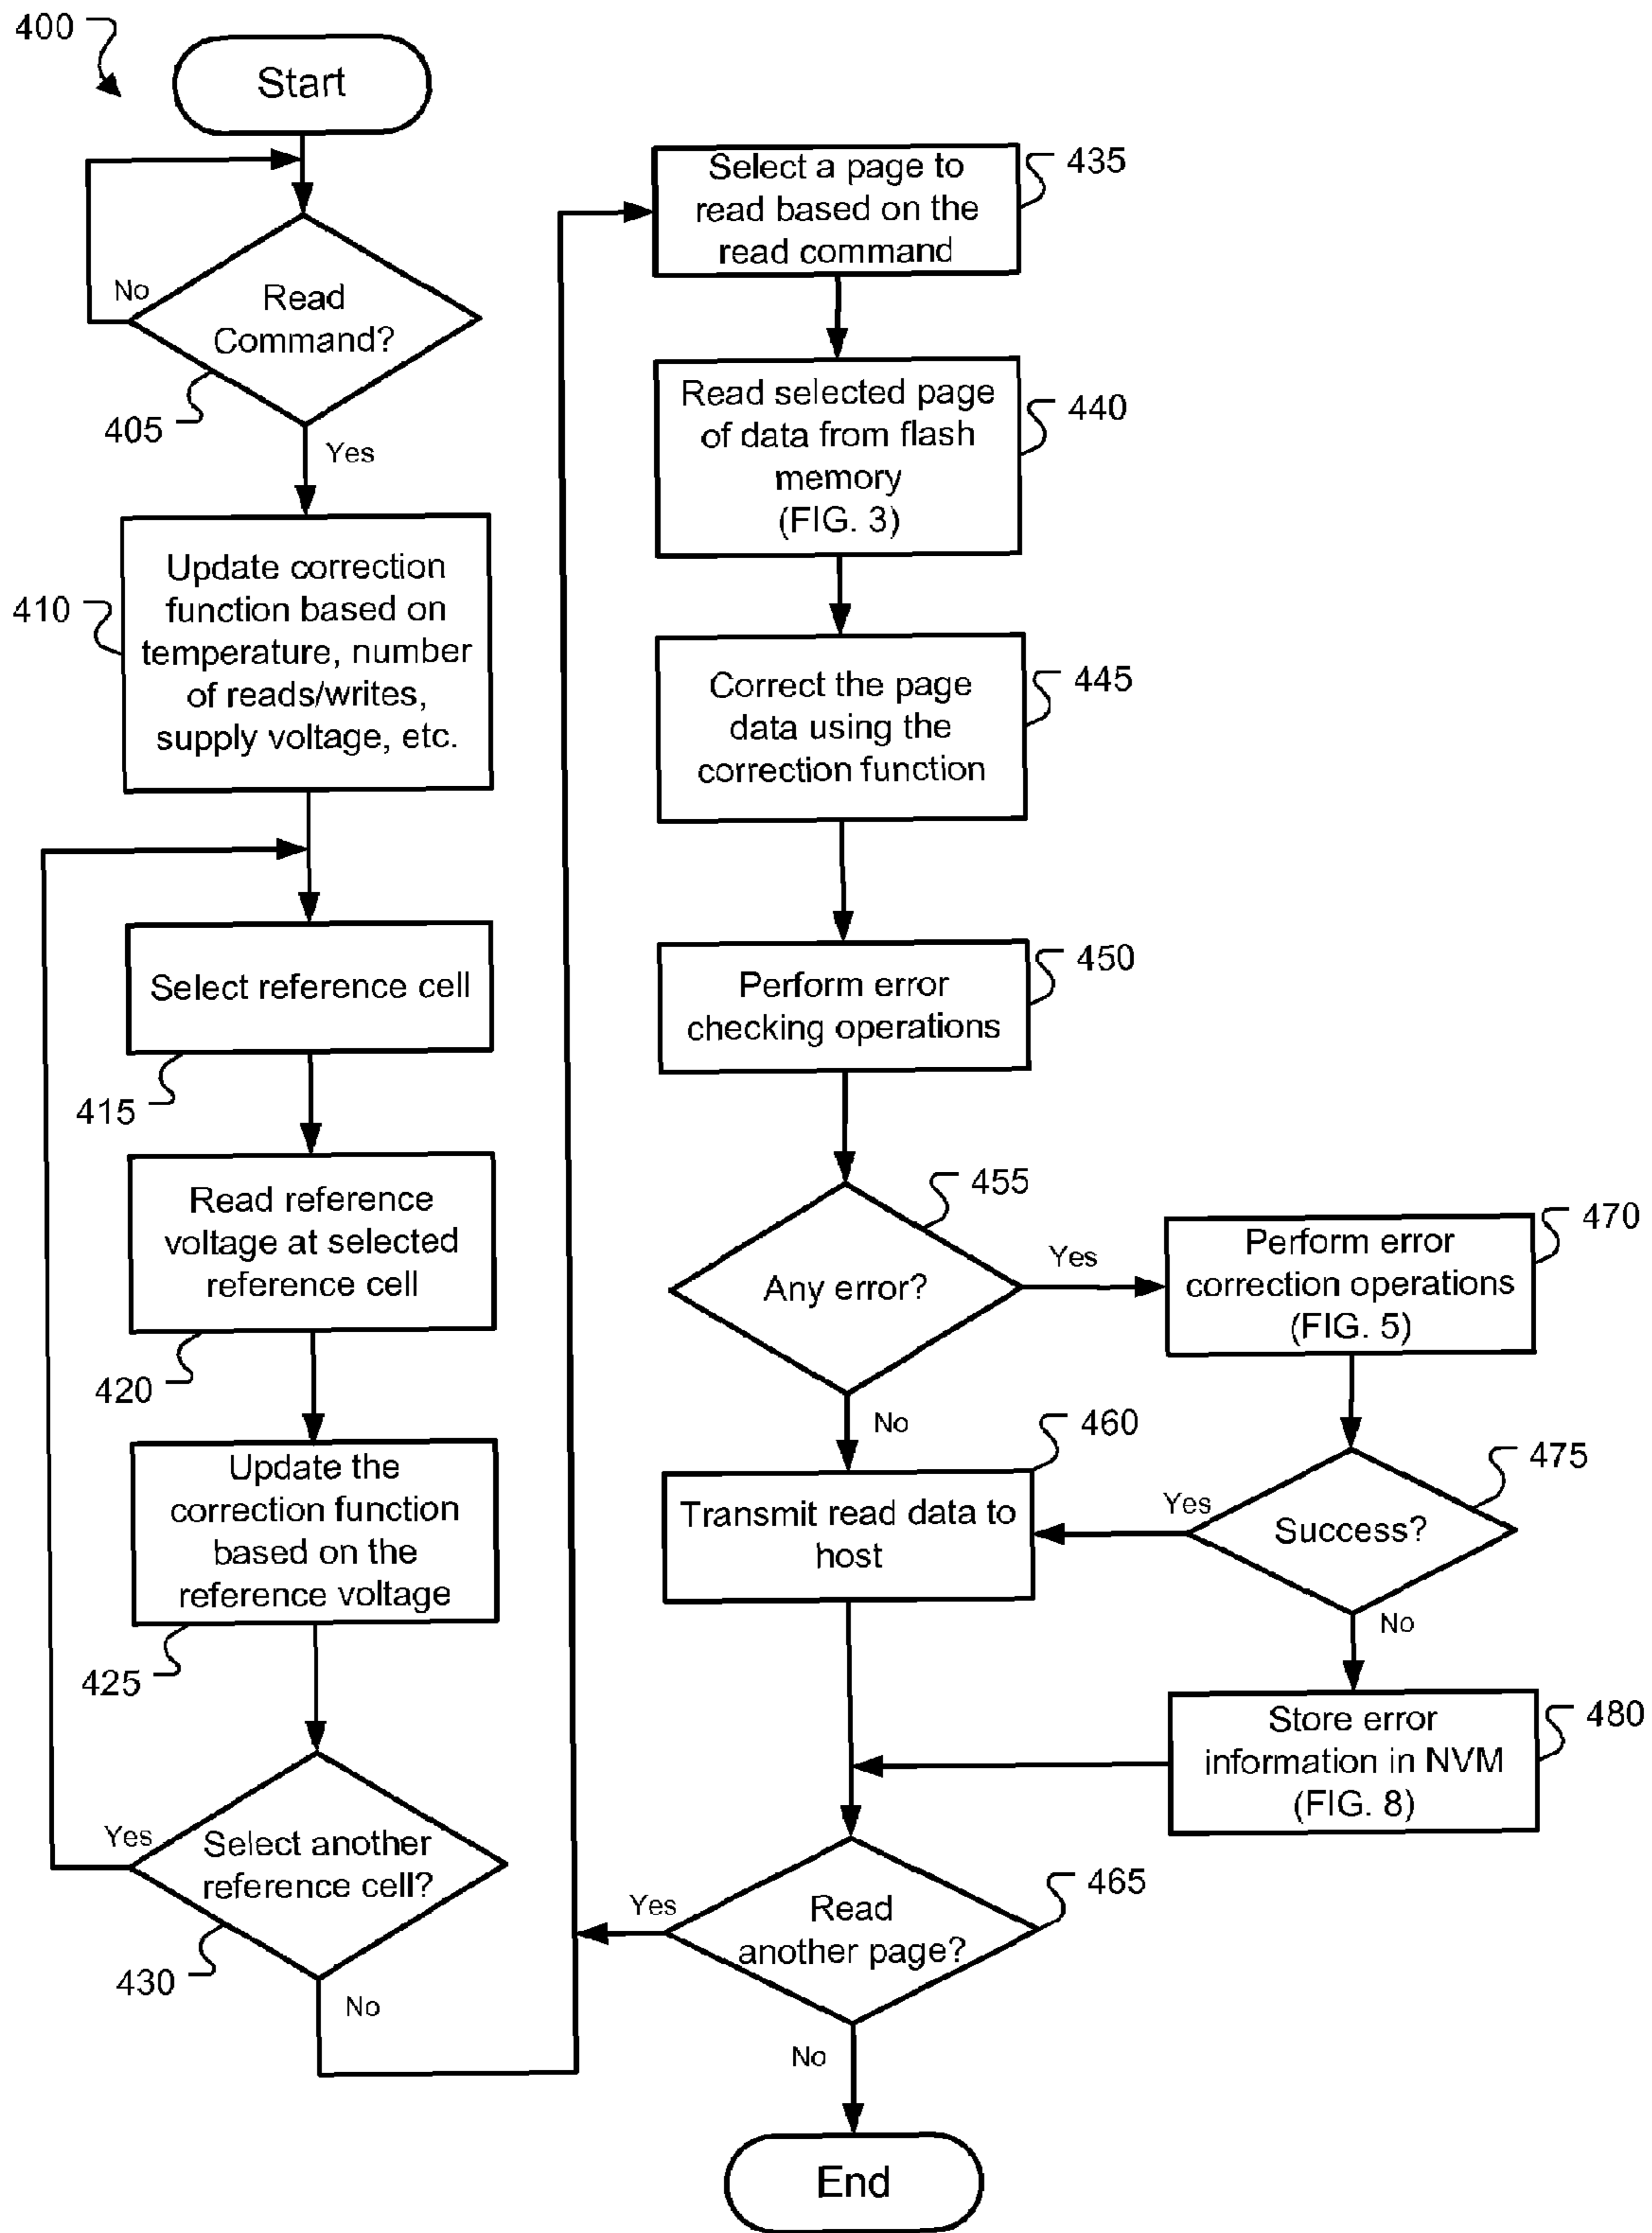 400
Start
No
Read
Command?
405
Yes
410
Update correction
function based on
temperature, number
of reads/writes,
supply voltage, etc.
Select reference cell
415
Read reference
voltage at selected
reference cell
420
Update the
correction function
based on the
reference voltage
425
Yes
Select another
reference cell?
430
No
Select a page to
read based on the
read command
435
Read selected page
of data from flash
memory
(FIG. 3)
440
Correct the page
data using the
correction function
445
Perform error
checking operations
450
455
Any error?
Yes
No
Perform error
correction operations
(FIG. 5)
470
460
Transmit read data to
host
475
Yes
Success?
No
Store error
information in NVM
(FIG. 8)
480
465
Yes
Read
another page?
No
End